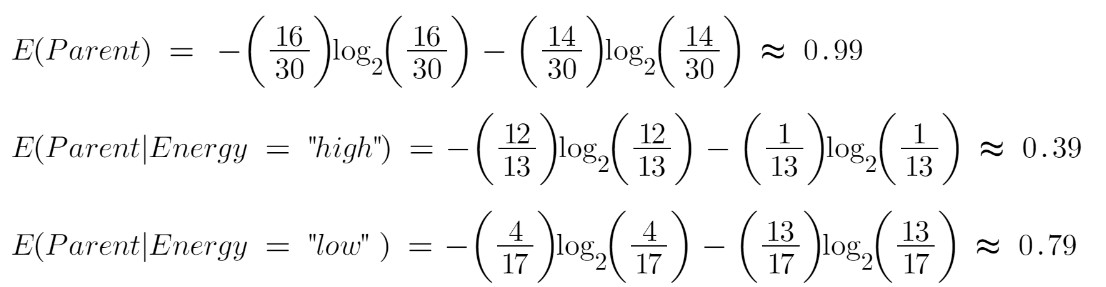 E(Parent) = −(16/30)log₂(16/30) − (14/30)log₂(14/30) ≈ 0.99
E(Parent|Energy = "high") = −(12/13)log₂(12/13) − (1/13)log₂(1/13) ≈ 0.39
E(Parent|Energy = "low" ) = −(4/17)log₂(4/17) − (13/17)log₂(13/17) ≈ 0.79